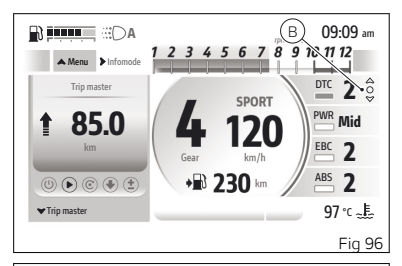 A
B
rpm
09:09 am
Menu
Infomode
1 2 3 4 5 6 7 8 9 10 11 12
Trip master
85.0
km
4
Gear
SPORT
120
km/h
230 km
DTC
2
PWR
Mid
EBC
2
ABS
2
Trip master
97 °C
Fig 96